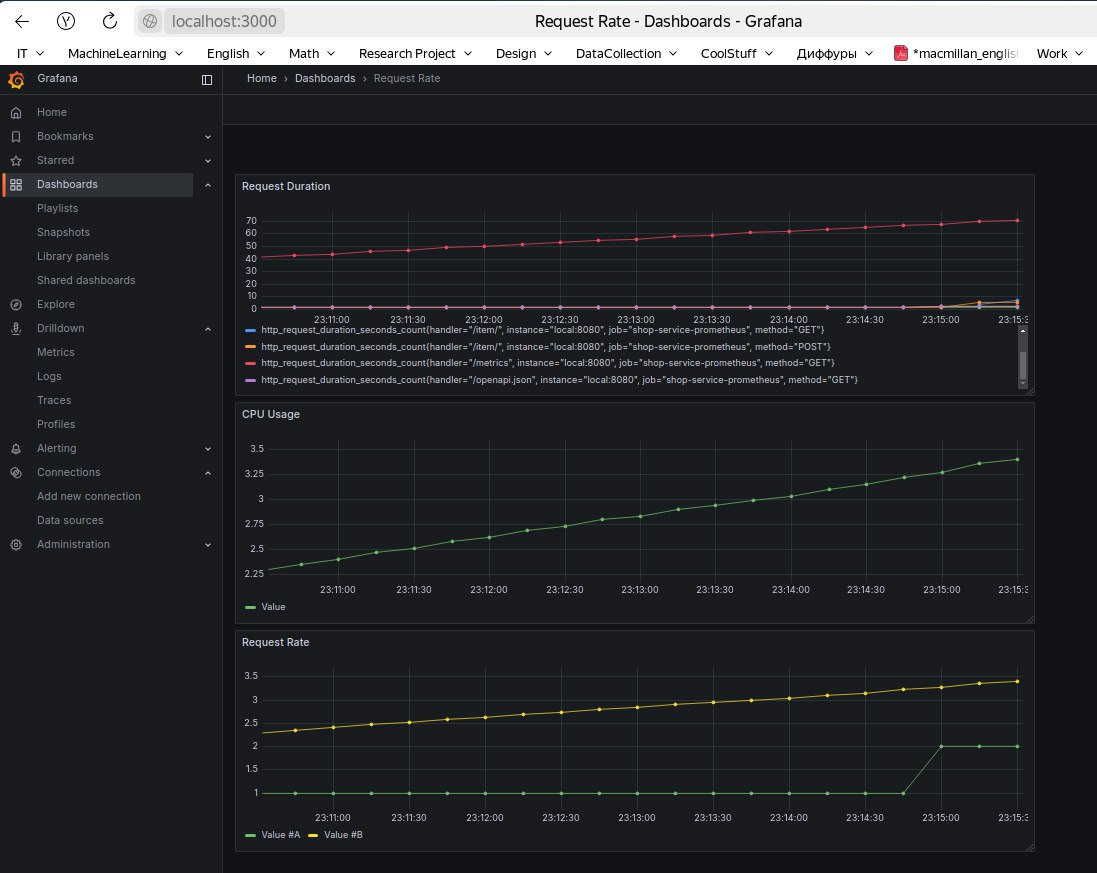 localhost:3000 Request Rate - Dashboards - Grafana
IT MachineLearning English Math Research Project Design DataCollection CoolStuff Диффуры *macmillan_englis Work
Grafana
Home › Dashboards › Request Rate
Home
Bookmarks
Starred
Dashboards
Playlists
Snapshots
Library panels
Shared dashboards
Explore
Drilldown
Metrics
Logs
Traces
Profiles
Alerting
Connections
Add new connection
Data sources
Administration
Request Duration
70
60
50
40
30
20
10
0
23:11:00 23:11:30 23:12:00 23:12:30 23:13:00 23:13:30 23:14:00 23:14:30 23:15:00 23:15:3
http_request_duration_seconds_count{handler="/item/", instance="local:8080", job="shop-service-prometheus", method="GET"}
http_request_duration_seconds_count{handler="/item/", instance="local:8080", job="shop-service-prometheus", method="POST"}
http_request_duration_seconds_count{handler="/metrics", instance="local:8080", job="shop-service-prometheus", method="GET"}
http_request_duration_seconds_count{handler="/openapi.json", instance="local:8080", job="shop-service-prometheus", method="GET"}
CPU Usage
3.5
3.25
3
2.75
2.5
2.25
23:11:00 23:11:30 23:12:00 23:12:30 23:13:00 23:13:30 23:14:00 23:14:30 23:15:00 23:15:3
Value
Request Rate
3.5
3
2.5
2
1.5
1
23:11:00 23:11:30 23:12:00 23:12:30 23:13:00 23:13:30 23:14:00 23:14:30 23:15:00 23:15:3
Value #A Value #B